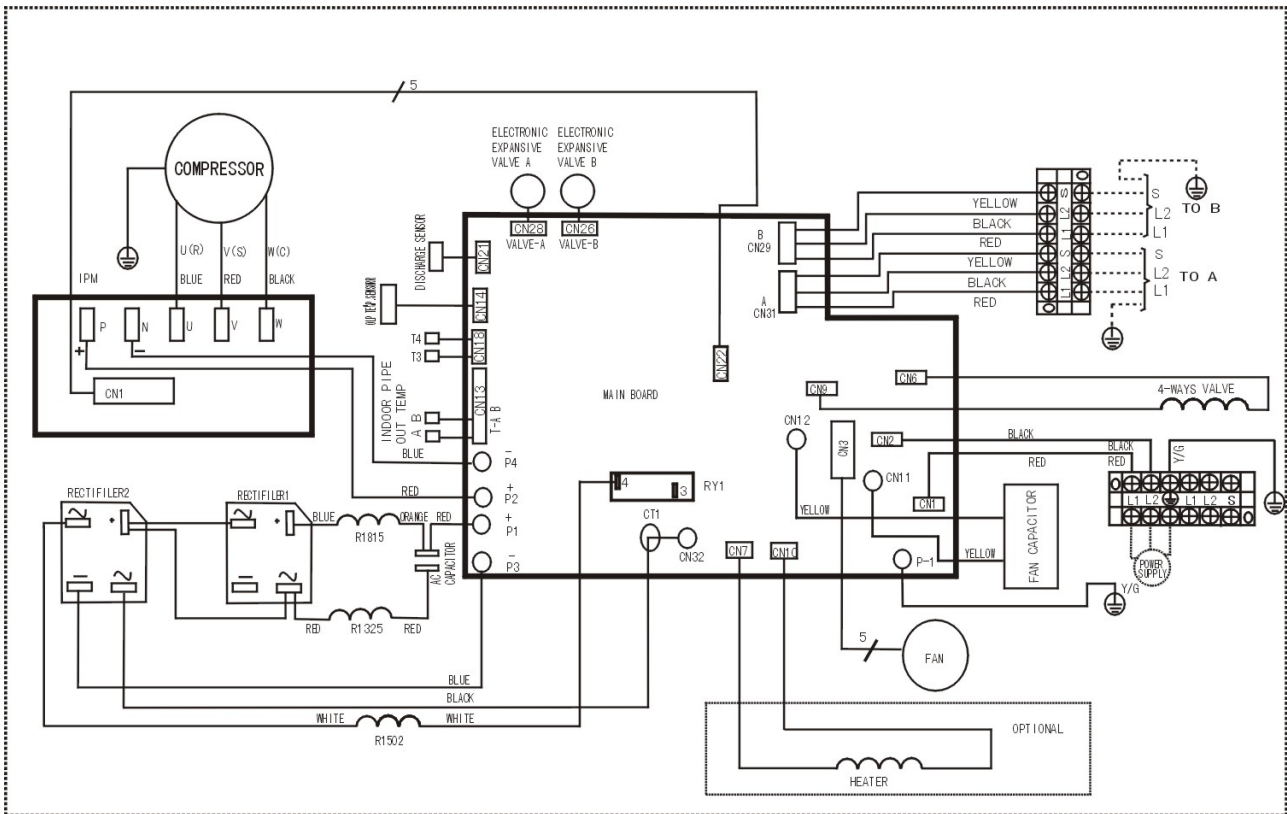 5
ELECTRONIC EXPANSIVE VALVE A
ELECTRONIC EXPANSIVE VALVE B
COMPRESSOR
CN28
VALVE-A
CN26
VALVE-B
DISCHARGE SENSOR
CN21
CN14
T4
T3
CN18
INDOOR PIPE
OUT TEMP
A B
CN13
T-A B
U(R)
V(S)
W(C)
IPM
BLUE
RED
BLACK
P
N
U
V
W
+
-
CN1
BLUE
-
P4
RED
+
P2
+
P1
-
P3
B
CN29
A
CN31
YELLOW
BLACK
RED
YELLOW
BLACK
RED
S
L2
L1
S
L2
L1
S
L2
L1
TO B
S
L2
L1
TO A
CN22
MAIN BOARD
CN9
CN6
4-WAYS VALVE
CN12
CN3
CN2
CN11
CN1
BLACK
BLACK
RED
RED
Y/G
L1 L2 L1 L2 S
POWER SUPPLY
4
3
RY1
CT1
CN32
CN7
CN10
YELLOW
YELLOW
FAN CAPACITOR
P-1
Y/G
5
FAN
RECTIFILER2
RECTIFILER1
+
+
BLUE
R1815
ORANGE
RED
AC CAPACITOR
RED
R1325
RED
BLUE
BLACK
WHITE
R1502
WHITE
OPTIONAL
HEATER